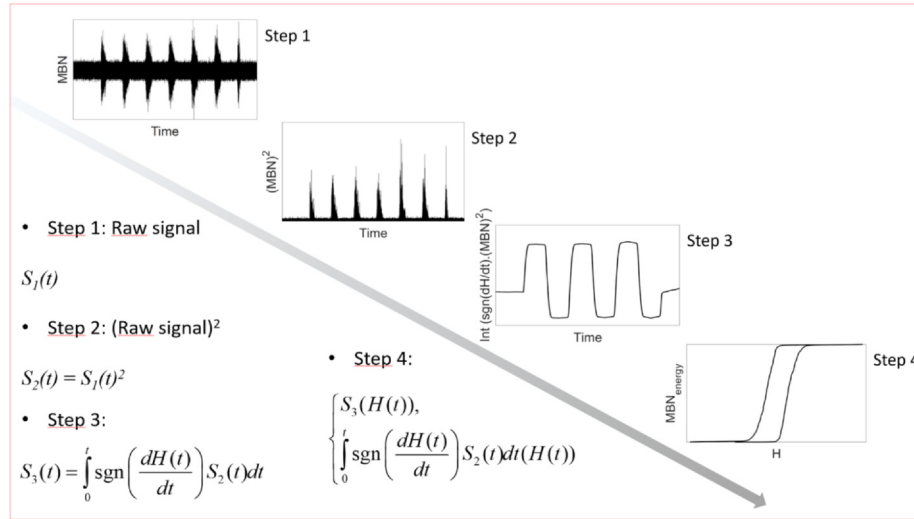 Step 1
MBN
Time
Step 2
(MBN)²
Time
Step 3
Int (sgn(dH/dt).(MBN)²)
Time
Step 4
MBN_energy
H
• Step 1: Raw signal
S₁(t)
• Step 2: (Raw signal)²
S₂(t) = S₁(t)²
• Step 3:
S₃(t) = ∫₀ᵗ sgn(dH(t)/dt) S₂(t)dt
• Step 4:
{ S₃(H(t)),
∫₀ᵗ sgn(dH(t)/dt) S₂(t)dt(H(t))